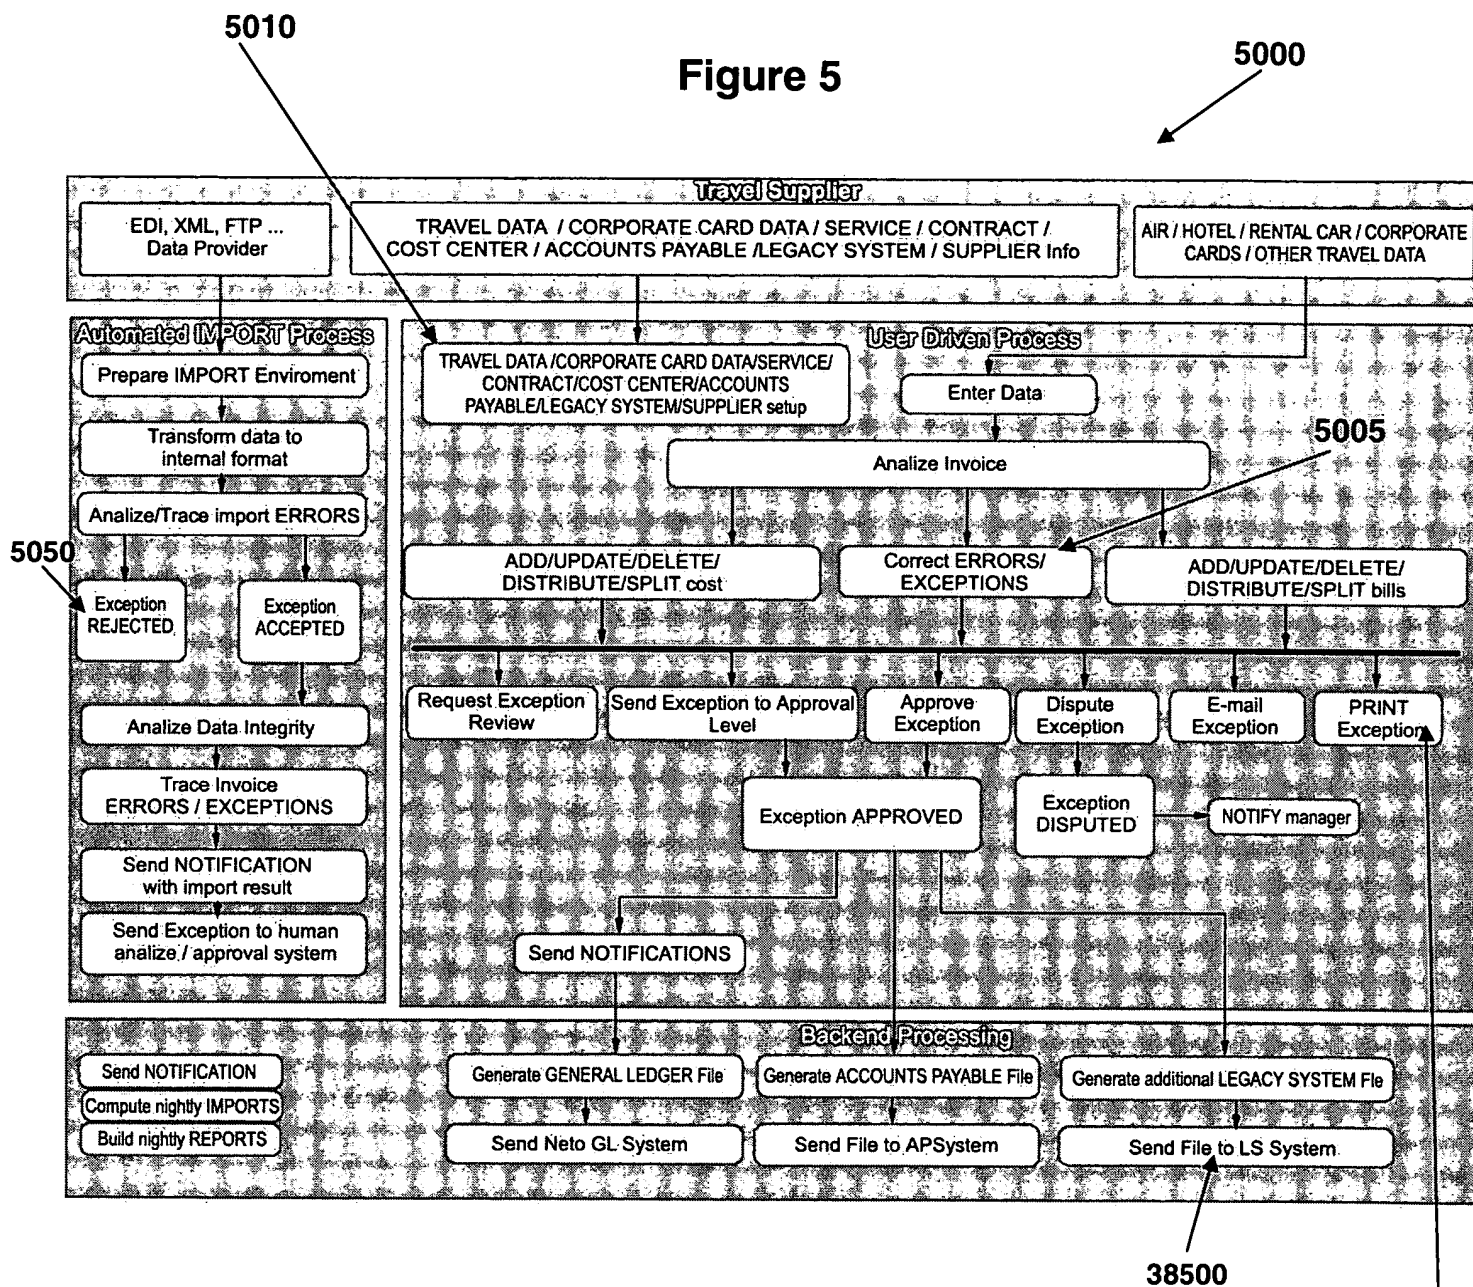 5010
Figure 5
5000
Travel Supplier
EDI, XML, FTP ...
Data Provider
TRAVEL DATA / CORPORATE CARD DATA / SERVICE / CONTRACT /
COST CENTER / ACCOUNTS PAYABLE /LEGACY SYSTEM / SUPPLIER Info
AIR / HOTEL / RENTAL CAR / CORPORATE
CARDS / OTHER TRAVEL DATA
Automated IMPORT Process
Prepare IMPORT Enviroment
Transform data to
internal format
Analize/Trace import ERRORS
5050
Exception
REJECTED
Exception
ACCEPTED
Analize Data Integrity
Trace Invoice
ERRORS / EXCEPTIONS
Send NOTIFICATION
with import result
Send Exception to human
analize / approval system
User Driven Process
TRAVEL DATA/CORPORATE CARD DATA/SERVICE/
CONTRACT/COST CENTER/ACCOUNTS
PAYABLE/LEGACY SYSTEM/SUPPLIER setup
Enter Data
Analize Invoice
5005
ADD/UPDATE/DELETE/
DISTRIBUTE/SPLIT cost
Correct ERRORS/
EXCEPTIONS
ADD/UPDATE/DELETE/
DISTRIBUTE/SPLIT bills
Request Exception
Review
Send Exception to Approval
Level
Approve
Exception
Dispute
Exception
E-mail
Exception
PRINT
Exception
Exception APPROVED
Exception
DISPUTED
NOTIFY manager
Send NOTIFICATIONS
Backend Processing
Send NOTIFICATION
Compute nightly IMPORTS
Build nightly REPORTS
Generate GENERAL LEDGER File
Generate ACCOUNTS PAYABLE File
Generate additional LEGACY SYSTEM Fle
Send Neto GL System
Send File to APSystem
Send File to LS System
38500